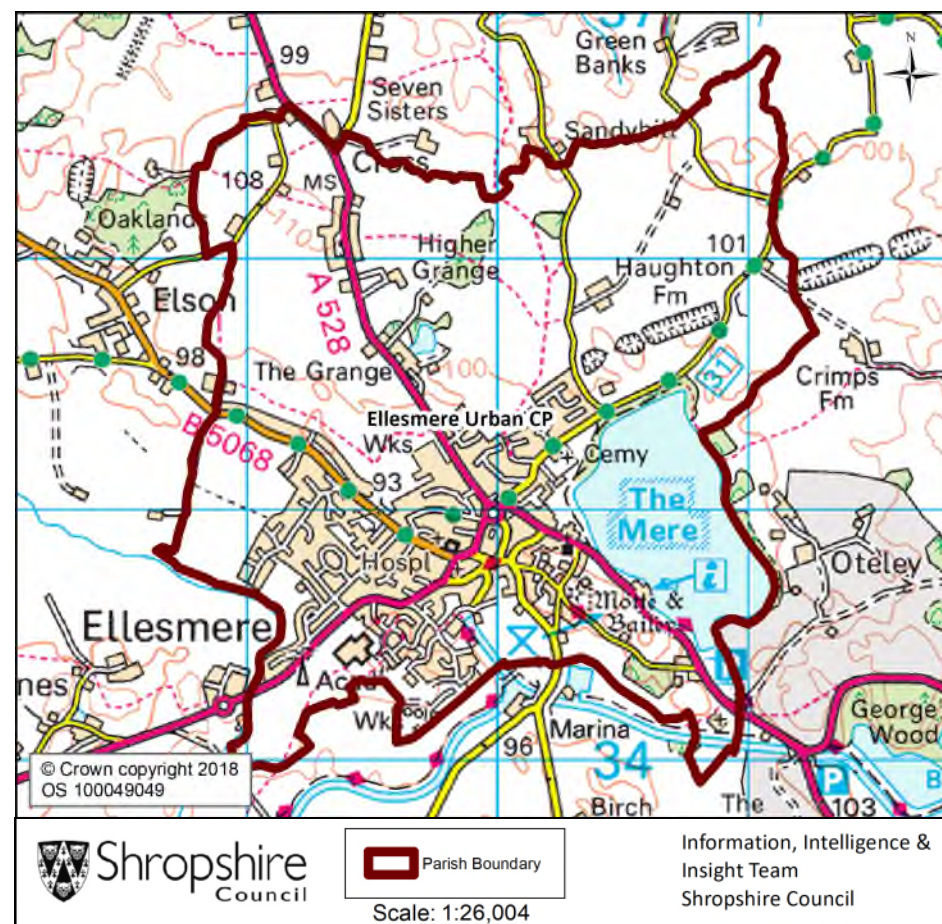 99
Seven
Sisters
Green
Banks
N
Sandyhill
100
Cross
108
MS
110
Oaklands
Higher
Grange
101
Haughton
Fm
Elson
A 528
98
The Grange
100
31
Crimps
Fm
Ellesmere Urban CP
B 5068
Wks
Cemy
93
The
Mere
Hospl
i
Oteley
Motte &
Bailey
Ellesmere
nes
Acad
Wks
George
Wood
96
Marina
34
P
B
103
Birch
The
© Crown copyright 2018
OS 100049049
Shropshire
Council
Parish Boundary
Scale: 1:26,004
Information, Intelligence &
Insight Team
Shropshire Council